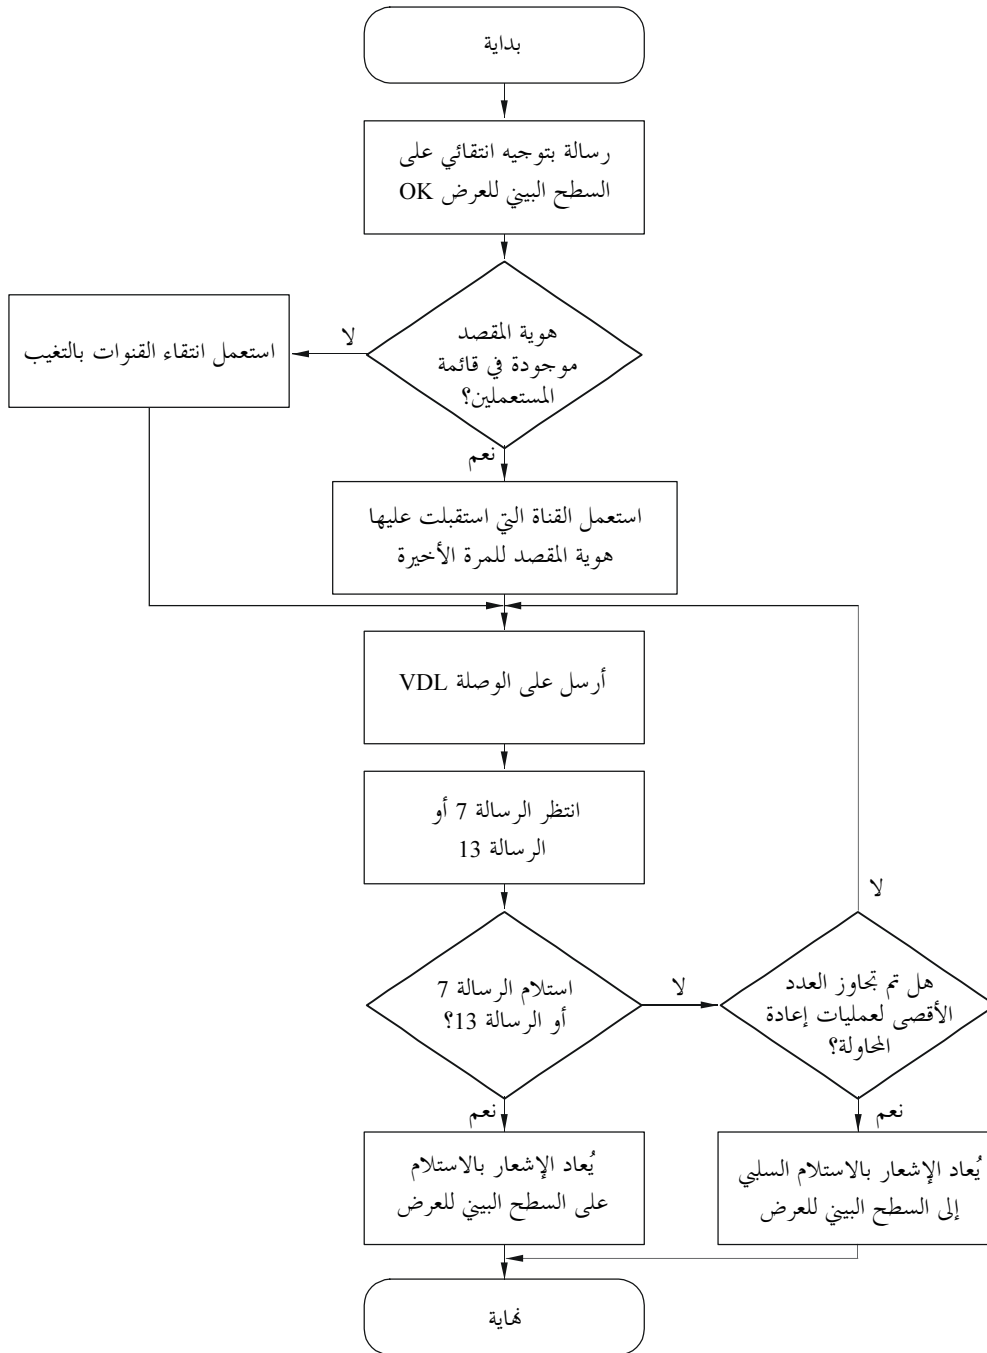 بداية
رسالة بتوجيه انتقائي على
السطح البيني للعرض OK
هوية المقصد
موجودة في قائمة
المستعملين؟
لا
استعمل انتقاء القنوات بالتغيب
نعم
استعمل القناة التي استقبلت عليها
هوية المقصد للمرة الأخيرة
أرسل على الوصلة VDL
انتظر الرسالة 7 أو
الرسالة 13
استلام الرسالة 7
أو الرسالة 13؟
لا
هل تم تجاوز العدد
الأقصى لعمليات إعادة
المحاولة؟
لا
نعم
نعم
يُعاد الإشعار بالاستلام
على السطح البيني للعرض
يُعاد الإشعار بالاستلام السلبي
إلى السطح البيني للعرض
نهاية